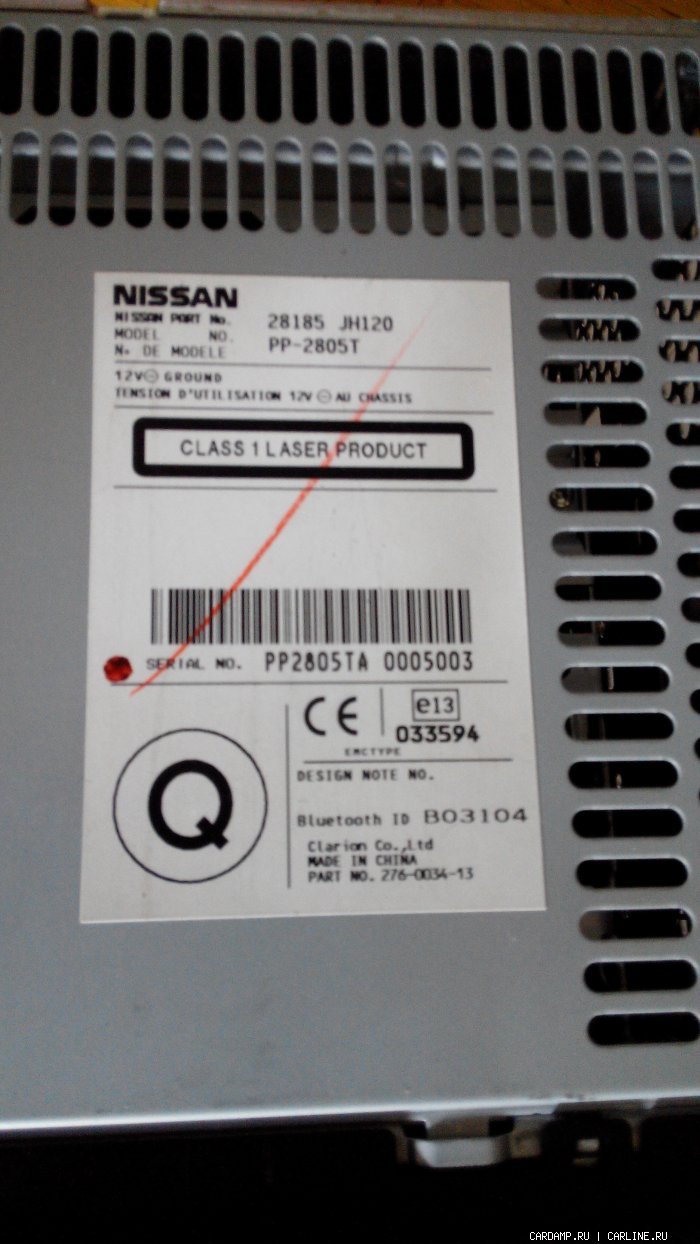 NISSAN
NISSAN PART No. 28185 JH120
MODEL NO. PP-2805T
N° DE MODELE
12V⊖ GROUND
TENSION D'UTILISATION 12V ⊖ AU CHASSIS
CLASS 1 LASER PRODUCT
SERIAL NO. PP2805TA 0005003
CE e13
033594
EMCTYPE
Q
DESIGN NOTE NO.
Bluetooth ID B03104
Clarion Co.,Ltd
MADE IN CHINA
PART NO. 276-0034-13
CARDAMP.RU | CARLINE.RU